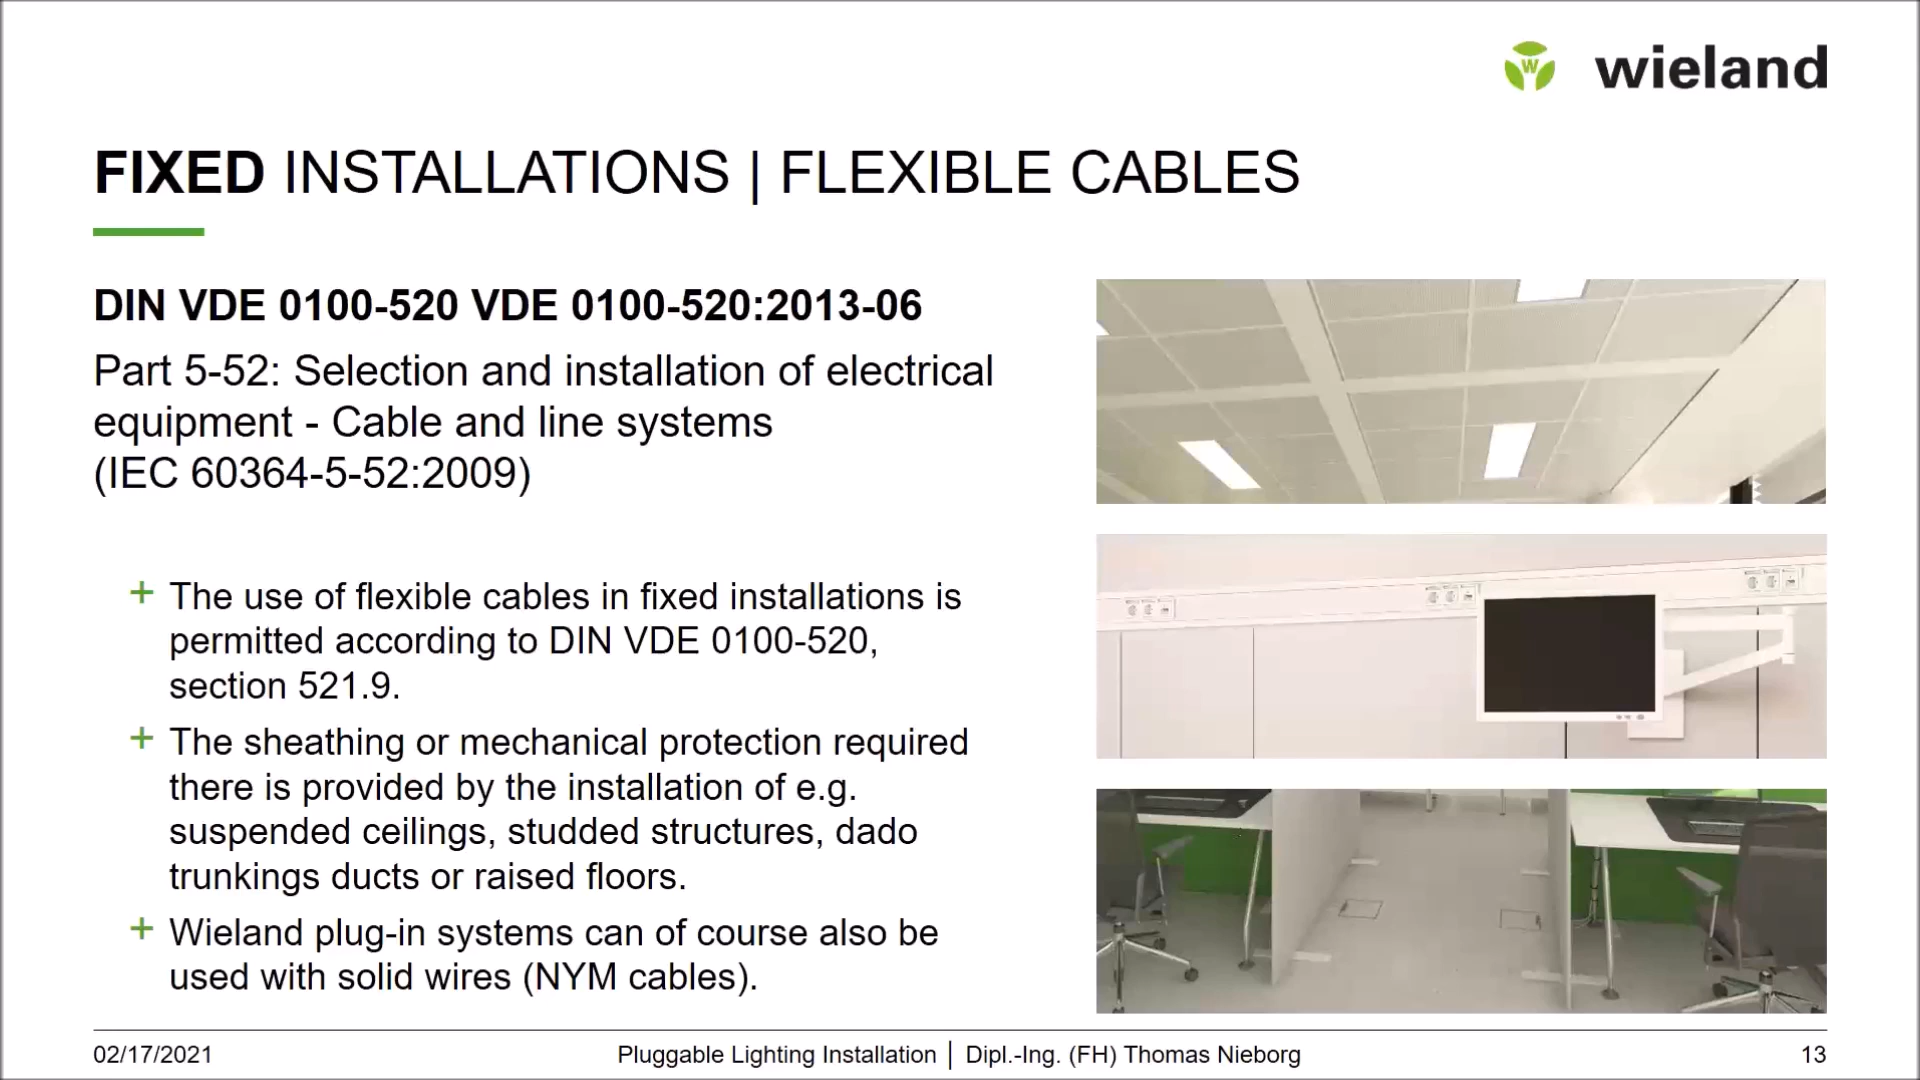 wieland
FIXED INSTALLATIONS | FLEXIBLE CABLES
DIN VDE 0100-520 VDE 0100-520:2013-06
Part 5-52: Selection and installation of electrical
equipment - Cable and line systems
(IEC 60364-5-52:2009)
+ The use of flexible cables in fixed installations is
permitted according to DIN VDE 0100-520,
section 521.9.
+ The sheathing or mechanical protection required
there is provided by the installation of e.g.
suspended ceilings, studded structures, dado
trunkings ducts or raised floors.
+ Wieland plug-in systems can of course also be
used with solid wires (NYM cables).
02/17/2021
Pluggable Lighting Installation | Dipl.-Ing. (FH) Thomas Nieborg
13